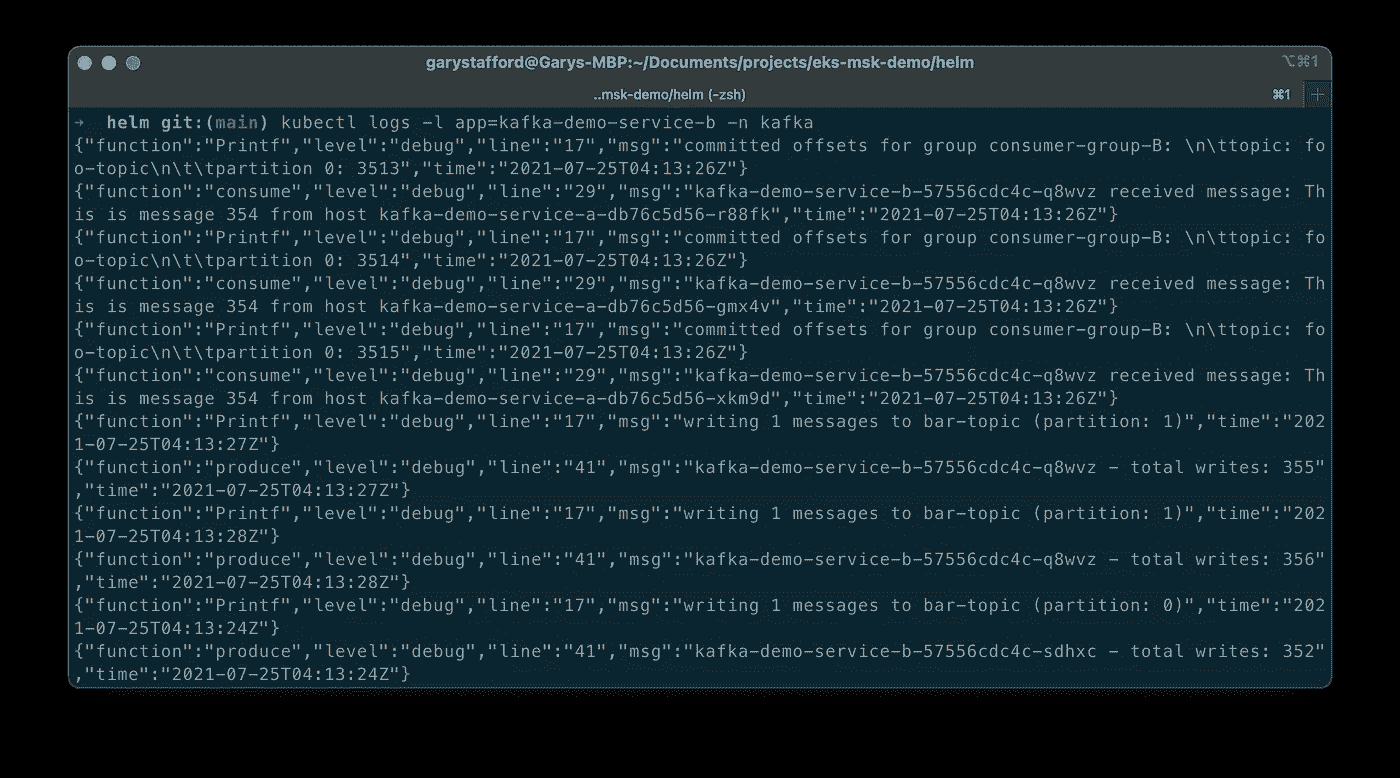 garystafford@Garys-MBP:~/Documents/projects/eks-msk-demo/helm
⌥⌘1
..msk-demo/helm (-zsh)
⌘1
+
→ helm git:(main) kubectl logs -l app=kafka-demo-service-b -n kafka
{"function":"Printf","level":"debug","line":"17","msg":"committed offsets for group consumer-group-B: \n\ttopic: fo
o-topic\n\t\tpartition 0: 3513","time":"2021-07-25T04:13:26Z"}
{"function":"consume","level":"debug","line":"29","msg":"kafka-demo-service-b-57556cdc4c-q8wvz received message: Th
is is message 354 from host kafka-demo-service-a-db76c5d56-r88fk","time":"2021-07-25T04:13:26Z"}
{"function":"Printf","level":"debug","line":"17","msg":"committed offsets for group consumer-group-B: \n\ttopic: fo
o-topic\n\t\tpartition 0: 3514","time":"2021-07-25T04:13:26Z"}
{"function":"consume","level":"debug","line":"29","msg":"kafka-demo-service-b-57556cdc4c-q8wvz received message: Th
is is message 354 from host kafka-demo-service-a-db76c5d56-gmx4v","time":"2021-07-25T04:13:26Z"}
{"function":"Printf","level":"debug","line":"17","msg":"committed offsets for group consumer-group-B: \n\ttopic: fo
o-topic\n\t\tpartition 0: 3515","time":"2021-07-25T04:13:26Z"}
{"function":"consume","level":"debug","line":"29","msg":"kafka-demo-service-b-57556cdc4c-q8wvz received message: Th
is is message 354 from host kafka-demo-service-a-db76c5d56-xkm9d","time":"2021-07-25T04:13:26Z"}
{"function":"Printf","level":"debug","line":"17","msg":"writing 1 messages to bar-topic (partition: 1)","time":"202
1-07-25T04:13:27Z"}
{"function":"produce","level":"debug","line":"41","msg":"kafka-demo-service-b-57556cdc4c-q8wvz - total writes: 355"
,"time":"2021-07-25T04:13:27Z"}
{"function":"Printf","level":"debug","line":"17","msg":"writing 1 messages to bar-topic (partition: 1)","time":"202
1-07-25T04:13:28Z"}
{"function":"produce","level":"debug","line":"41","msg":"kafka-demo-service-b-57556cdc4c-q8wvz - total writes: 356"
,"time":"2021-07-25T04:13:28Z"}
{"function":"Printf","level":"debug","line":"17","msg":"writing 1 messages to bar-topic (partition: 0)","time":"202
1-07-25T04:13:24Z"}
{"function":"produce","level":"debug","line":"41","msg":"kafka-demo-service-b-57556cdc4c-sdhxc - total writes: 352"
,"time":"2021-07-25T04:13:24Z"}